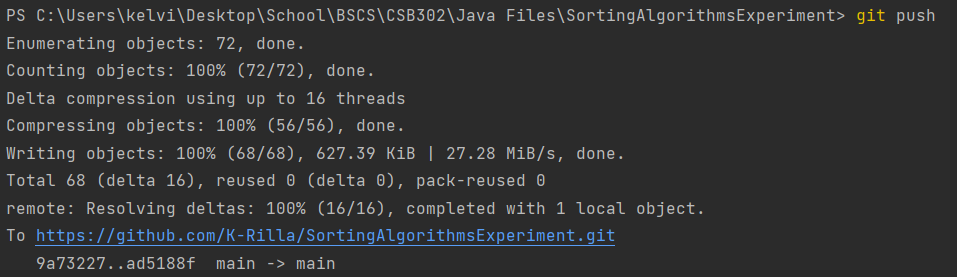 PS C:\Users\kelvi\Desktop\School\BSCS\CSB302\Java Files\SortingAlgorithmsExperiment> git push
Enumerating objects: 72, done.
Counting objects: 100% (72/72), done.
Delta compression using up to 16 threads
Compressing objects: 100% (56/56), done.
Writing objects: 100% (68/68), 627.39 KiB | 27.28 MiB/s, done.
Total 68 (delta 16), reused 0 (delta 0), pack-reused 0
remote: Resolving deltas: 100% (16/16), completed with 1 local object.
To https://github.com/K-Rilla/SortingAlgorithmsExperiment.git
   9a73227..ad5188f  main -> main